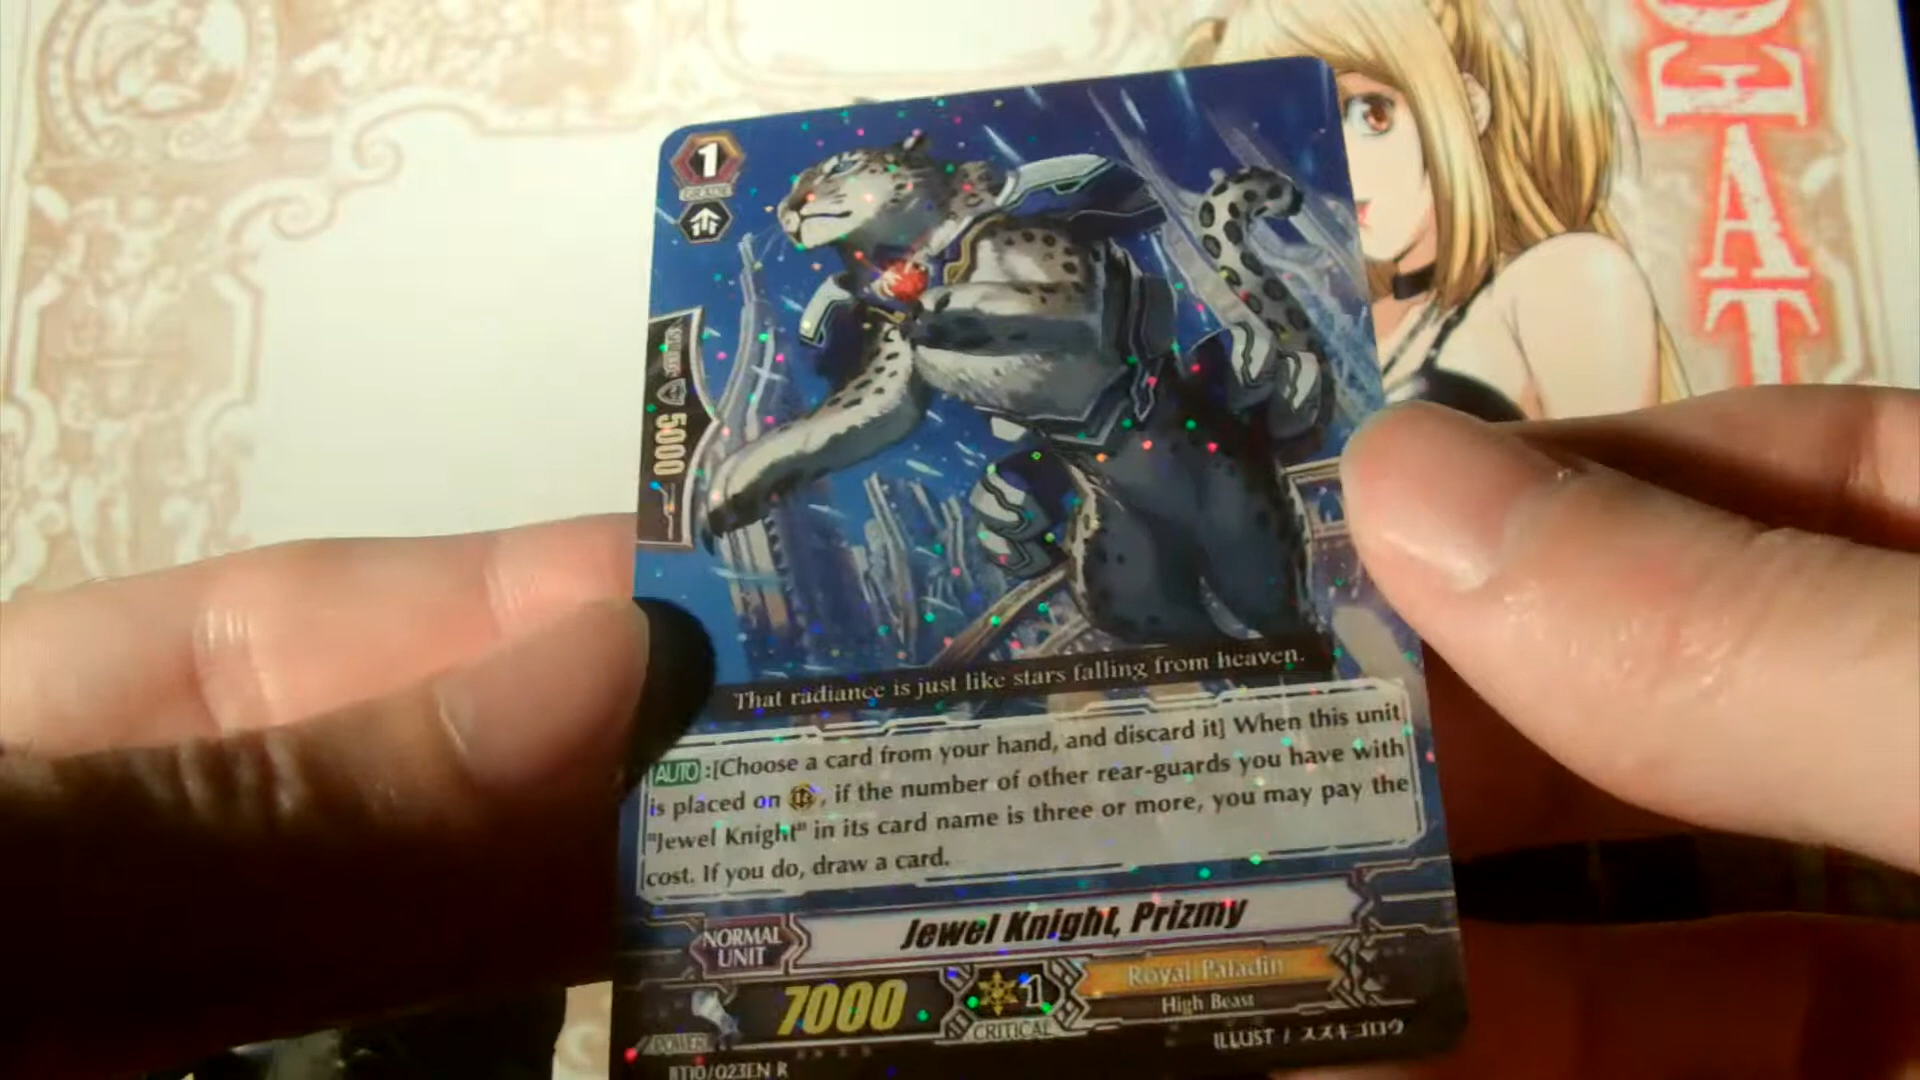 EAT
1
GRADE
SHIELD
5000
That radiance is just like stars falling from heaven.
AUTO:[Choose a card from your hand, and discard it] When this unit
is placed on , if the number of other rear-guards you have with
"Jewel Knight" in its card name is three or more, you may pay the
cost. If you do, draw a card.
NORMAL
UNIT
Jewel Knight, Prizmy
POWER
7000
1
CRITICAL
Royal Paladin
High Beast
BT10/023EN R
ILLUST / スズキゴロウ